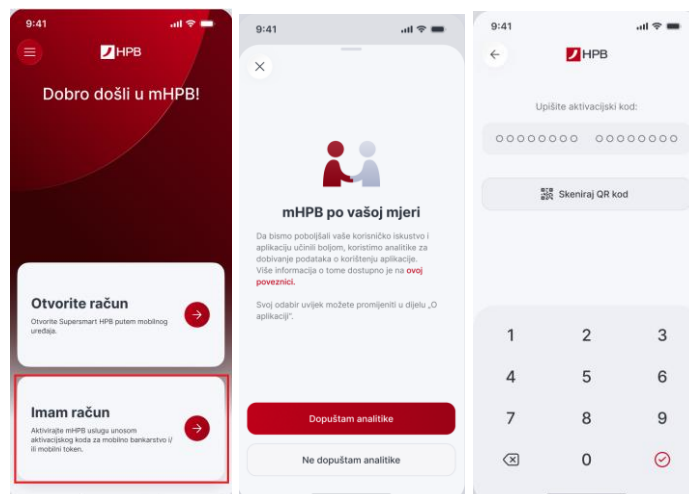 9:41
HPB
Dobro došli u mHPB!
Otvorite račun
Otvorite Supersmart HPB putem mobilnog
uređaja.
Imam račun
Aktivirajte mHPB uslugu unosom
aktivacijskog koda za mobilno bankarstvo i/
ili mobilni token.
9:41
mHPB po vašoj mjeri
Da bismo poboljšali vaše korisničko iskustvo i
aplikaciju učinili boljom, koristimo analitike za
dobivanje podataka o korištenju aplikacije.
Više informacija o tome dostupno je na ovoj
poveznici.
Svoj odabir uvijek možete promijeniti u dijelu „O
aplikaciji".
Dopuštam analitike
Ne dopuštam analitike
9:41
HPB
Upišite aktivacijski kod:
Skeniraj QR kod
1 2 3
4 5 6
7 8 9
0